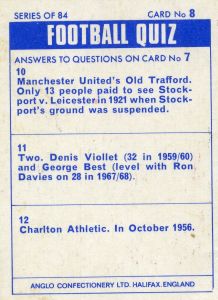 SERIES OF 84 CARD No 8
FOOTBALL QUIZ
ANSWERS TO QUESTIONS ON CARD No 7
10
Manchester United's Old Trafford.
Only 13 people paid to see Stock-
port v. Leicester in 1921 when Stock-
port's ground was suspended.
11
Two. Denis Viollet (32 in 1959/60)
and George Best (level with Ron
Davies on 28 in 1967/68).
12
Charlton Athletic. In October 1956.
ANGLO CONFECTIONERY LTD. HALIFAX. ENGLAND